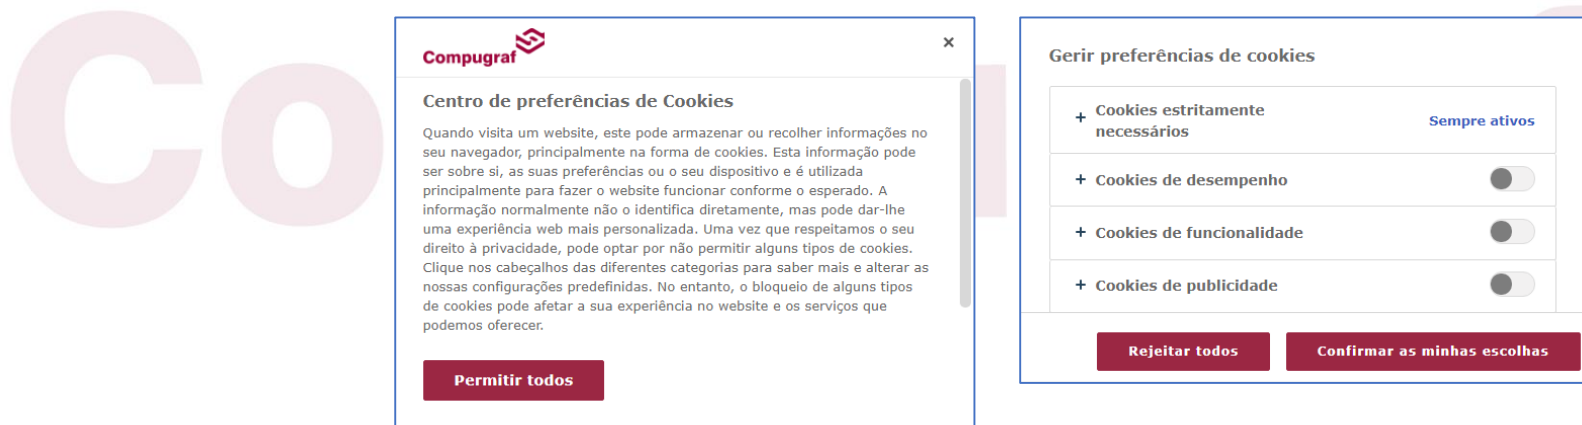 Co
Compugraf
×
Centro de preferências de Cookies
Quando visita um website, este pode armazenar ou recolher informações no
seu navegador, principalmente na forma de cookies. Esta informação pode
ser sobre si, as suas preferências ou o seu dispositivo e é utilizada
principalmente para fazer o website funcionar conforme o esperado. A
informação normalmente não o identifica diretamente, mas pode dar-lhe
uma experiência web mais personalizada. Uma vez que respeitamos o seu
direito à privacidade, pode optar por não permitir alguns tipos de cookies.
Clique nos cabeçalhos das diferentes categorias para saber mais e alterar as
nossas configurações predefinidas. No entanto, o bloqueio de alguns tipos
de cookies pode afetar a sua experiência no website e os serviços que
podemos oferecer.
Permitir todos
Gerir preferências de cookies
+ Cookies estritamente
necessários
Sempre ativos
+ Cookies de desempenho
+ Cookies de funcionalidade
+ Cookies de publicidade
Rejeitar todos
Confirmar as minhas escolhas